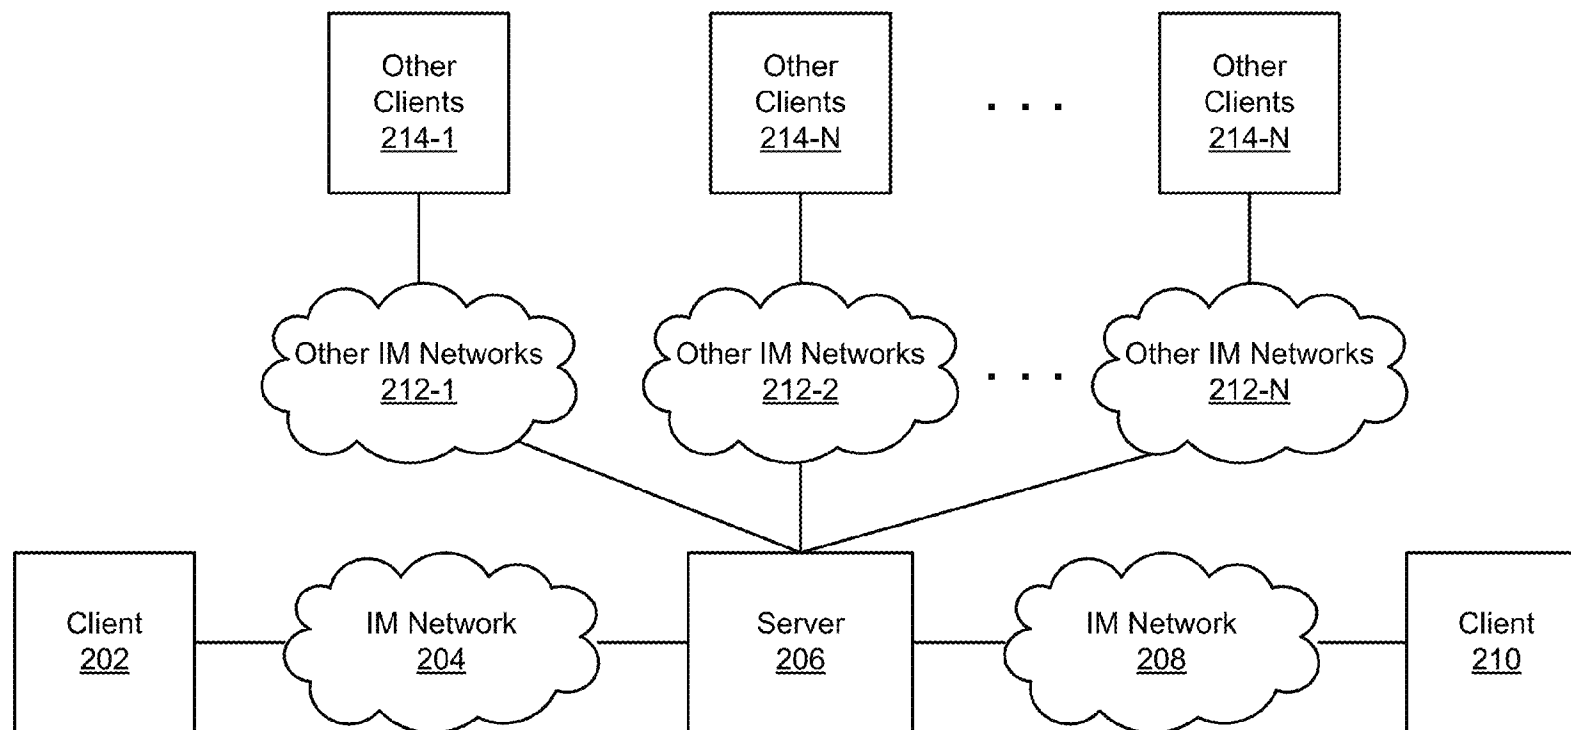 Other
Clients
214-1
Other
Clients
214-N
. . .
Other
Clients
214-N
Other IM Networks
212-1
Other IM Networks
212-2
. . .
Other IM Networks
212-N
Client
202
IM Network
204
Server
206
IM Network
208
Client
210